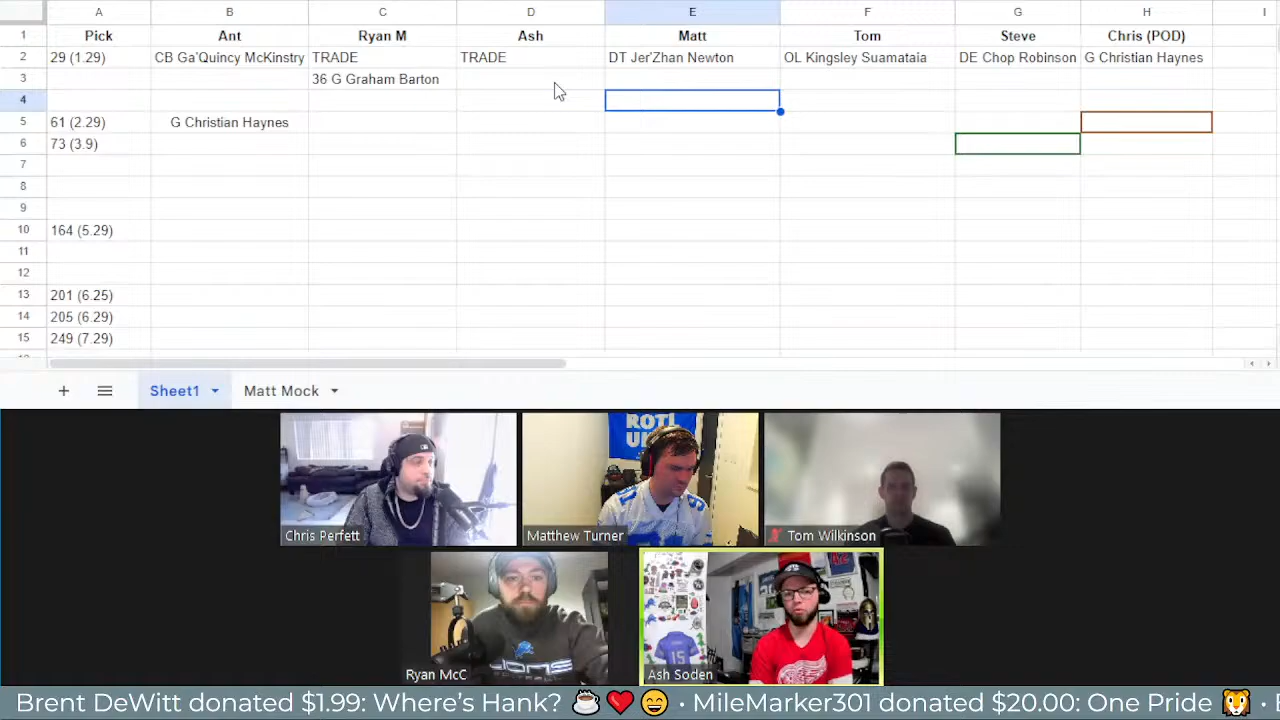 A B C D E F G H I
1 Pick Ant Ryan M Ash Matt Tom Steve Chris (POD)
2 29 (1.29) CB Ga'Quincy McKinstry TRADE TRADE DT Jer'Zhan Newton OL Kingsley Suamataia DE Chop Robinson G Christian Haynes
3 36 G Graham Barton
4
5 61 (2.29) G Christian Haynes
6 73 (3.9)
7
8
9
10 164 (5.29)
11
12
13 201 (6.25)
14 205 (6.29)
15 249 (7.29)
Sheet1 Matt Mock
Chris Perfett
Matthew Turner
Tom Wilkinson
Ryan McC
15
Ash Soden
Brent DeWitt donated $1.99: Where's Hank? ☕❤️😄 • MileMarker301 donated $20.00: One Pride 🐯 •